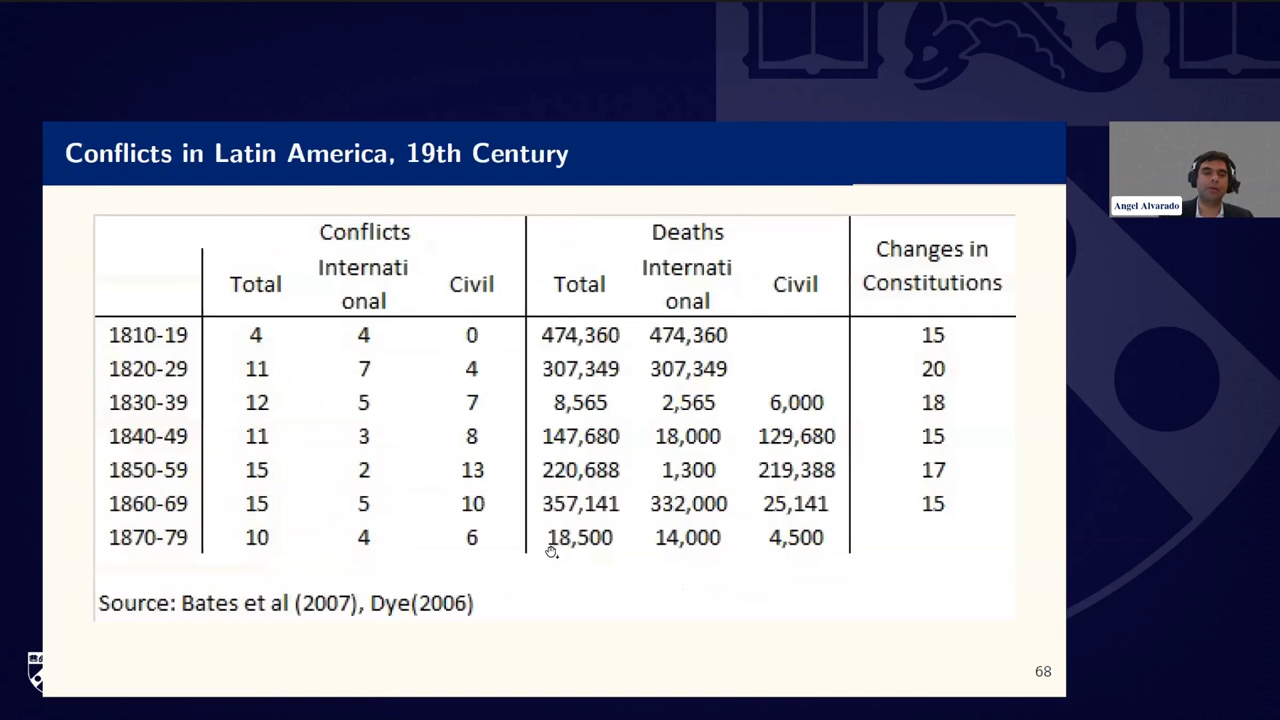 Conflicts in Latin America, 19th Century
Angel Alvarado
Conflicts Deaths Changes in Constitutions
Total Internati onal Civil Total Internati onal Civil
1810-19 4 4 0 474,360 474,360 15
1820-29 11 7 4 307,349 307,349 20
1830-39 12 5 7 8,565 2,565 6,000 18
1840-49 11 3 8 147,680 18,000 129,680 15
1850-59 15 2 13 220,688 1,300 219,388 17
1860-69 15 5 10 357,141 332,000 25,141 15
1870-79 10 4 6 18,500 14,000 4,500
Source: Bates et al (2007), Dye(2006)
68